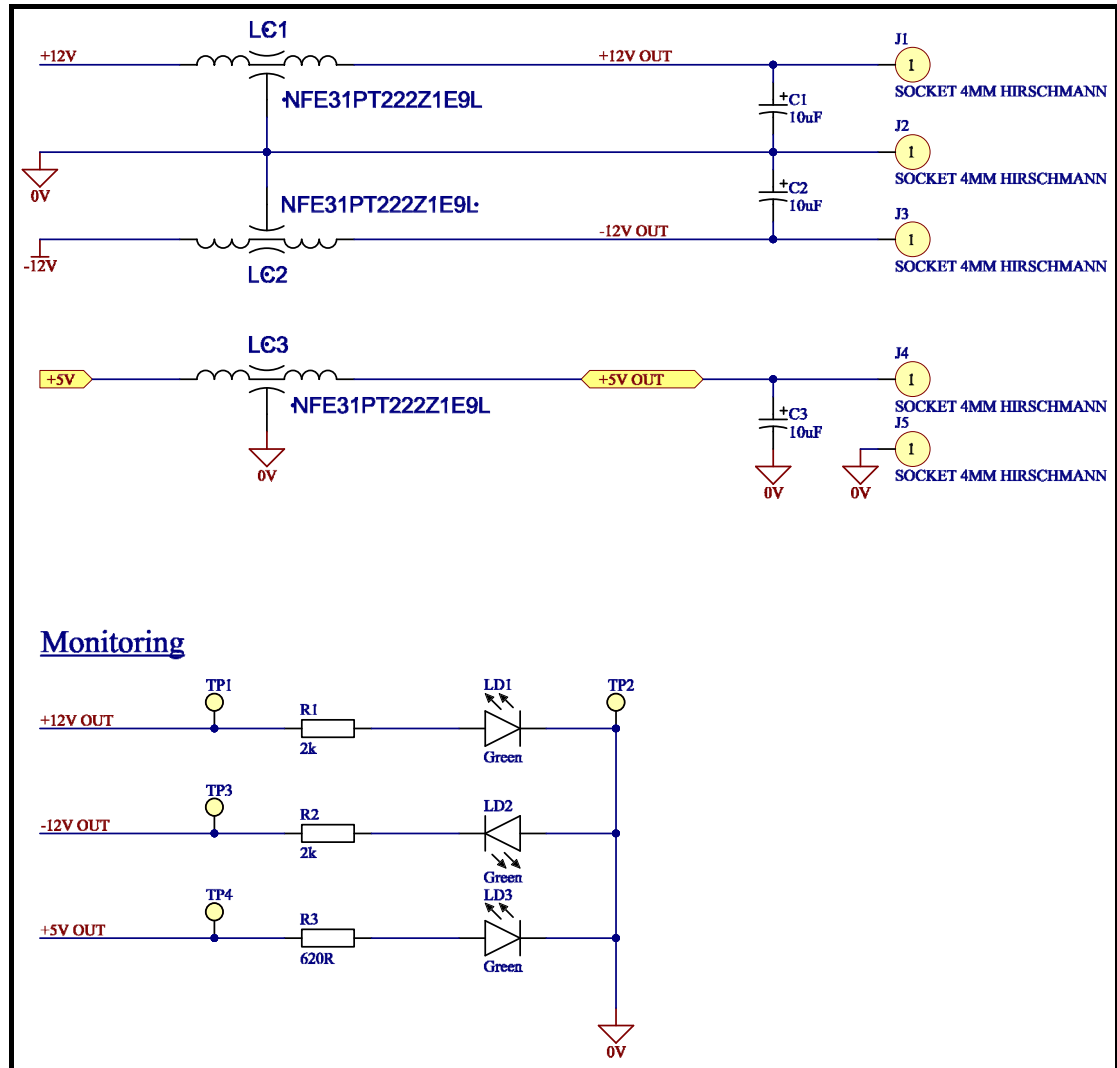 LC1
+12V
+12V OUT
J1
1
SOCKET 4MM HIRSCHMANN
NFE31PT222Z1E9L
+C1
10uF
J2
1
SOCKET 4MM HIRSCHMANN
0V
NFE31PT222Z1E9L
+C2
10uF
-12V OUT
J3
1
SOCKET 4MM HIRSCHMANN
-12V
LC2
LC3
+5V
+5V OUT
J4
1
SOCKET 4MM HIRSCHMANN
NFE31PT222Z1E9L
+C3
10uF
J5
1
SOCKET 4MM HIRSCHMANN
0V
0V
0V
Monitoring
TP1
LD1
TP2
+12V OUT
R1
2k
Green
TP3
LD2
-12V OUT
R2
2k
Green
TP4
LD3
+5V OUT
R3
620R
Green
0V